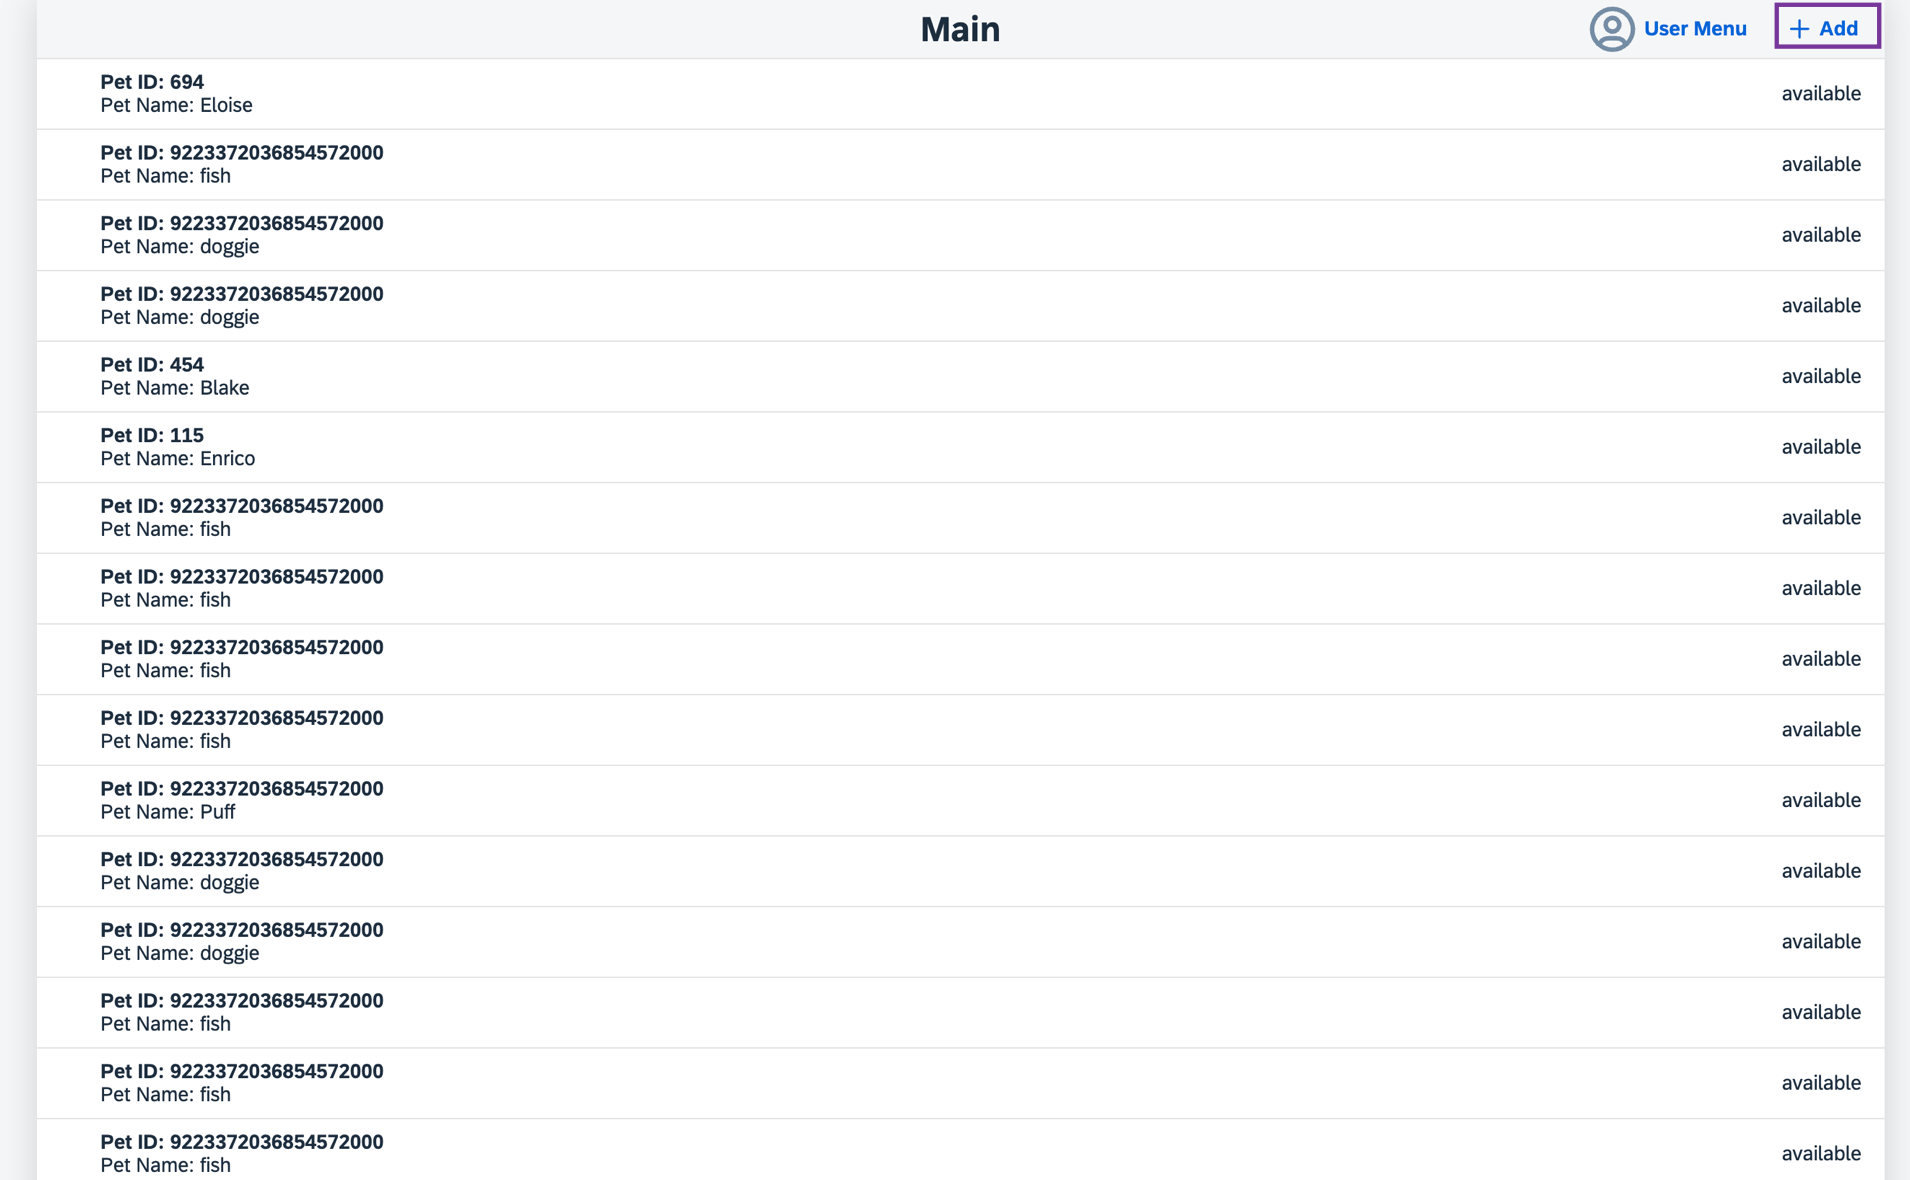 Main
User Menu
Add
Pet ID: 694
Pet Name: Eloise
available
Pet ID: 9223372036854572000
Pet Name: fish
available
Pet ID: 9223372036854572000
Pet Name: doggie
available
Pet ID: 9223372036854572000
Pet Name: doggie
available
Pet ID: 454
Pet Name: Blake
available
Pet ID: 115
Pet Name: Enrico
available
Pet ID: 9223372036854572000
Pet Name: fish
available
Pet ID: 9223372036854572000
Pet Name: fish
available
Pet ID: 9223372036854572000
Pet Name: fish
available
Pet ID: 9223372036854572000
Pet Name: fish
available
Pet ID: 9223372036854572000
Pet Name: Puff
available
Pet ID: 9223372036854572000
Pet Name: doggie
available
Pet ID: 9223372036854572000
Pet Name: doggie
available
Pet ID: 9223372036854572000
Pet Name: fish
available
Pet ID: 9223372036854572000
Pet Name: fish
available
Pet ID: 9223372036854572000
Pet Name: fish
available